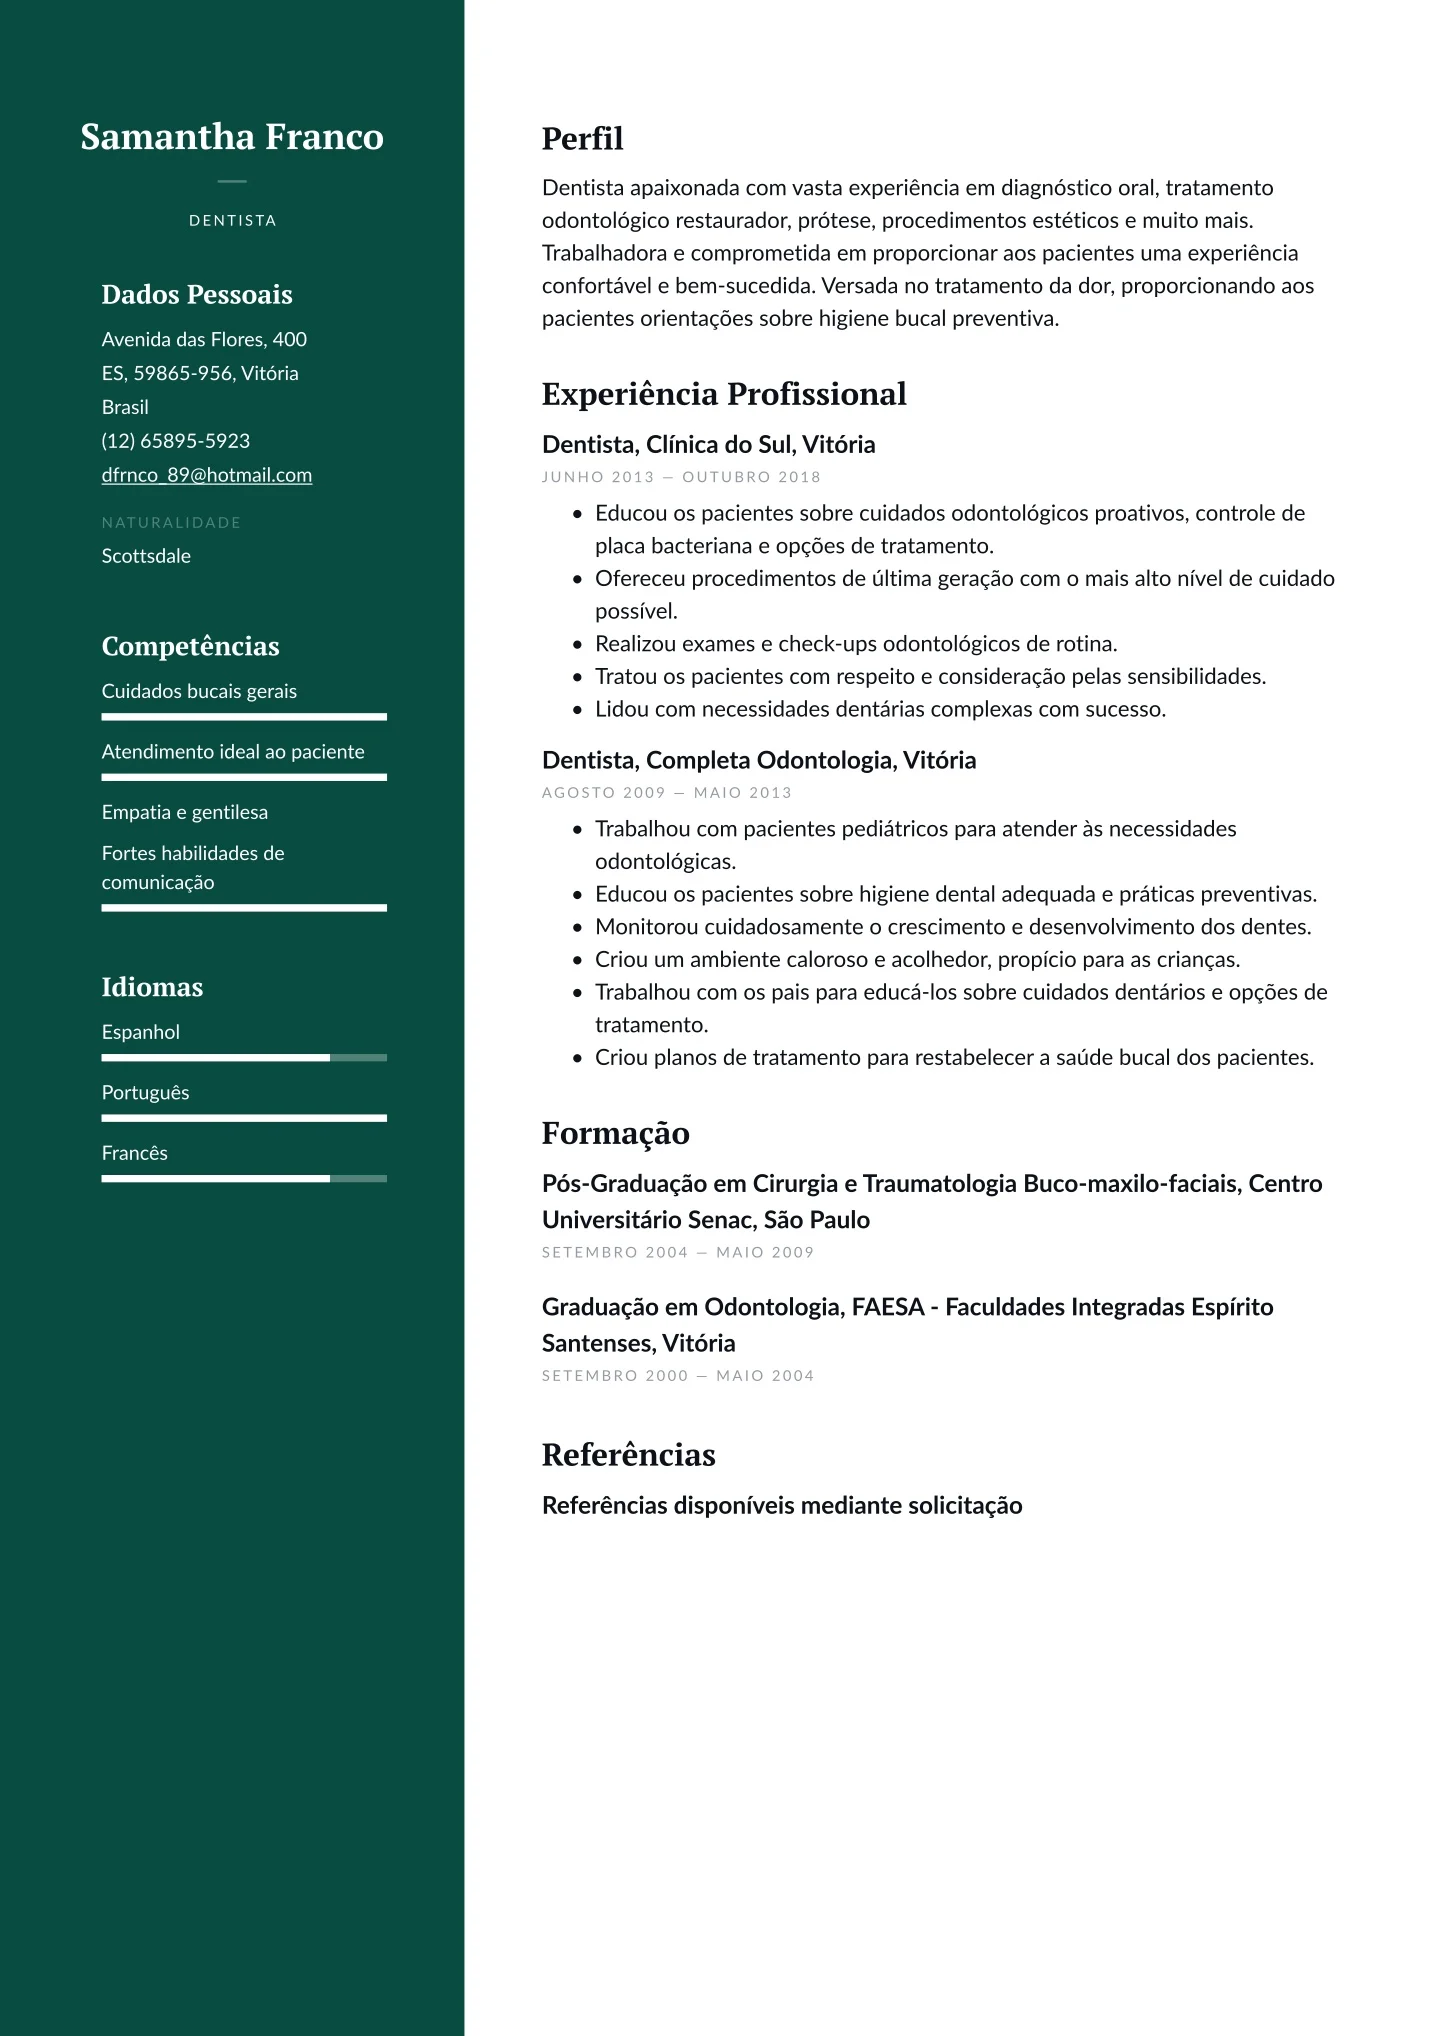 Samantha Franco
DENTISTA
Dados Pessoais
Avenida das Flores, 400
ES, 59865-956, Vitória
Brasil
(12) 65895-5923
dfrnco_89@hotmail.com
NATURALIDADE
Scottsdale
Competências
Cuidados bucais gerais
Atendimento ideal ao paciente
Empatia e gentilesa
Fortes habilidades de
comunicação
Idiomas
Espanhol
Português
Francês
Perfil
Dentista apaixonada com vasta experiência em diagnóstico oral, tratamento
odontológico restaurador, prótese, procedimentos estéticos e muito mais.
Trabalhadora e comprometida em proporcionar aos pacientes uma experiência
confortável e bem-sucedida. Versada no tratamento da dor, proporcionando aos
pacientes orientações sobre higiene bucal preventiva.
Experiência Profissional
Dentista, Clínica do Sul, Vitória
JUNHO 2013 — OUTUBRO 2018
• Educou os pacientes sobre cuidados odontológicos proativos, controle de
placa bacteriana e opções de tratamento.
• Ofereceu procedimentos de última geração com o mais alto nível de cuidado
possível.
• Realizou exames e check-ups odontológicos de rotina.
• Tratou os pacientes com respeito e consideração pelas sensibilidades.
• Lidou com necessidades dentárias complexas com sucesso.
Dentista, Completa Odontologia, Vitória
AGOSTO 2009 — MAIO 2013
• Trabalhou com pacientes pediátricos para atender às necessidades
odontológicas.
• Educou os pacientes sobre higiene dental adequada e práticas preventivas.
• Monitorou cuidadosamente o crescimento e desenvolvimento dos dentes.
• Criou um ambiente caloroso e acolhedor, propício para as crianças.
• Trabalhou com os pais para educá-los sobre cuidados dentários e opções de
tratamento.
• Criou planos de tratamento para restabelecer a saúde bucal dos pacientes.
Formação
Pós-Graduação em Cirurgia e Traumatologia Buco-maxilo-faciais, Centro
Universitário Senac, São Paulo
SETEMBRO 2004 — MAIO 2009
Graduação em Odontologia, FAESA - Faculdades Integradas Espírito
Santenses, Vitória
SETEMBRO 2000 — MAIO 2004
Referências
Referências disponíveis mediante solicitação